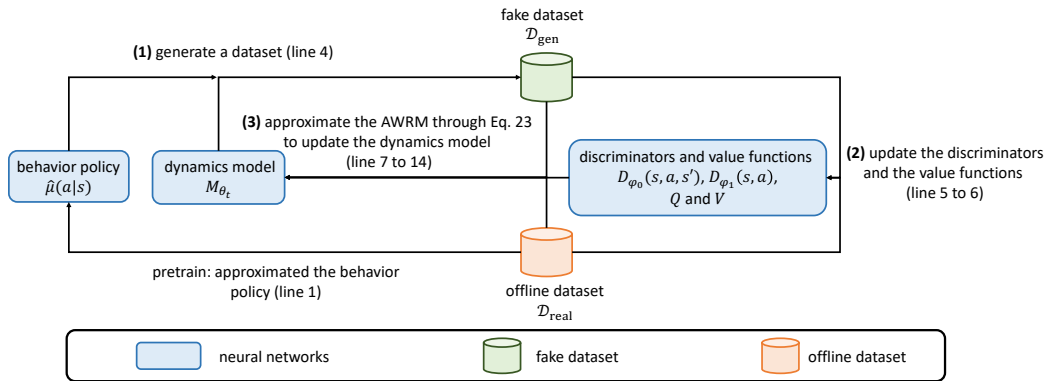 fake dataset
𝒟gen
(1) generate a dataset (line 4)
(3) approximate the AWRM through Eq. 23
to update the dynamics model
(line 7 to 14)
behavior policy
μ̂(a|s)
dynamics model
Mθt
discriminators and value functions
Dφ0(s, a, s′), Dφ1(s, a),
Q and V
(2) update the discriminators
and the value functions
(line 5 to 6)
pretrain: approximated the behavior
policy (line 1)
offline dataset
𝒟real
neural networks
fake dataset
offline dataset